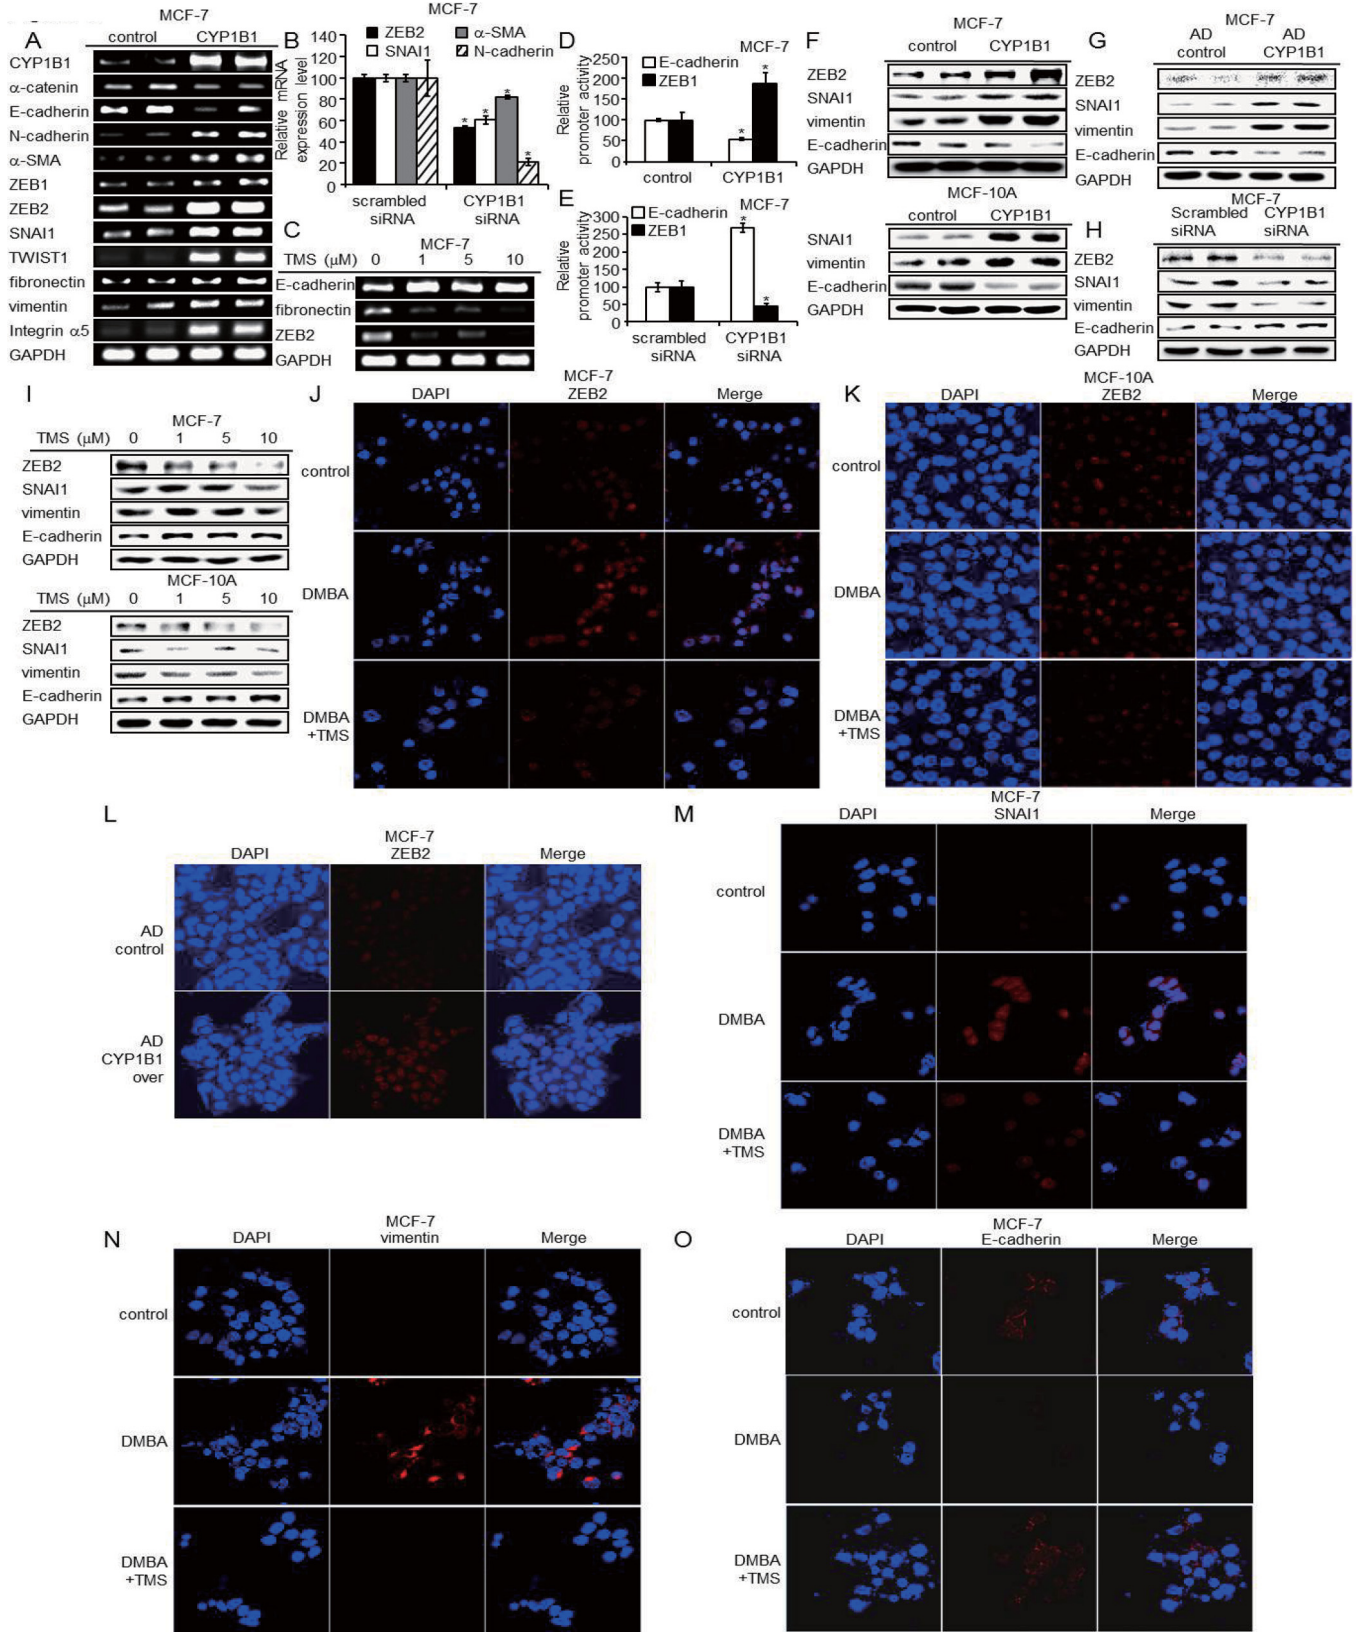 A
MCF-7
control CYP1B1
CYP1B1
α-catenin
E-cadherin
N-cadherin
α-SMA
ZEB1
ZEB2
SNAI1
TWIST1
fibronectin
vimentin
Integrin α5
GAPDH
B
MCF-7
ZEB2 α-SMA
SNAI1 N-cadherin
Relative mRNA
expression level
140
120
100
80
60
40
20
0
* * * *
scrambled CYP1B1
siRNA siRNA
C
MCF-7
TMS (μM) 0 1 5 10
E-cadherin
fibronectin
ZEB2
GAPDH
D
MCF-7
E-cadherin
ZEB1
Relative
promoter activity
250
200
150
100
50
0
* *
control CYP1B1
E
MCF-7
E-cadherin
ZEB1
Relative
promoter activity
300
250
200
150
100
50
0
* *
scrambled CYP1B1
siRNA siRNA
F
MCF-7
control CYP1B1
ZEB2
SNAI1
vimentin
E-cadherin
GAPDH
MCF-10A
control CYP1B1
SNAI1
vimentin
E-cadherin
GAPDH
G
MCF-7
AD AD
control CYP1B1
ZEB2
SNAI1
vimentin
E-cadherin
GAPDH
H
MCF-7
Scrambled CYP1B1
siRNA siRNA
ZEB2
SNAI1
vimentin
E-cadherin
GAPDH
I
MCF-7
TMS (μM) 0 1 5 10
ZEB2
SNAI1
vimentin
E-cadherin
GAPDH
MCF-10A
TMS (μM) 0 1 5 10
ZEB2
SNAI1
vimentin
E-cadherin
GAPDH
J
MCF-7
DAPI ZEB2 Merge
control
DMBA
DMBA
+TMS
K
MCF-10A
DAPI ZEB2 Merge
control
DMBA
DMBA
+TMS
L
MCF-7
DAPI ZEB2 Merge
AD
control
AD
CYP1B1
over
M
MCF-7
DAPI SNAI1 Merge
control
DMBA
DMBA
+TMS
N
MCF-7
DAPI vimentin Merge
control
DMBA
DMBA
+TMS
O
MCF-7
DAPI E-cadherin Merge
control
DMBA
DMBA
+TMS